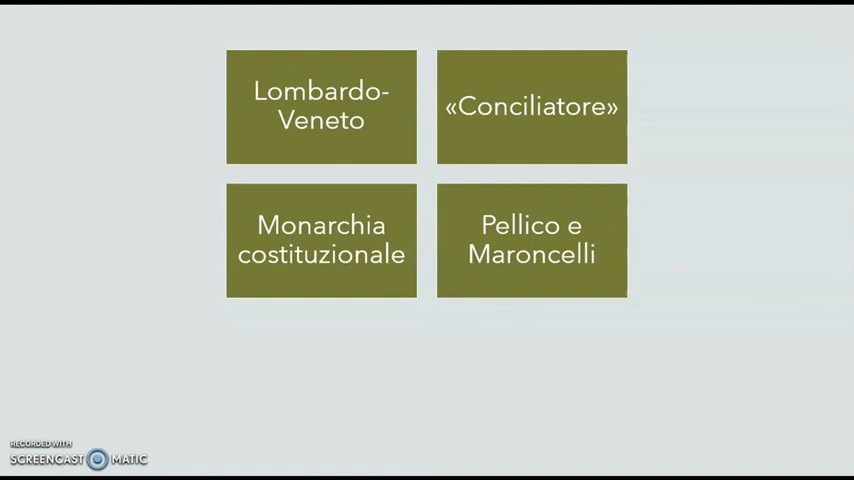 Lombardo-
Veneto
«Conciliatore»
Monarchia
costituzionale
Pellico e
Maroncelli
RECORDED WITH
SCREENCAST MATIC